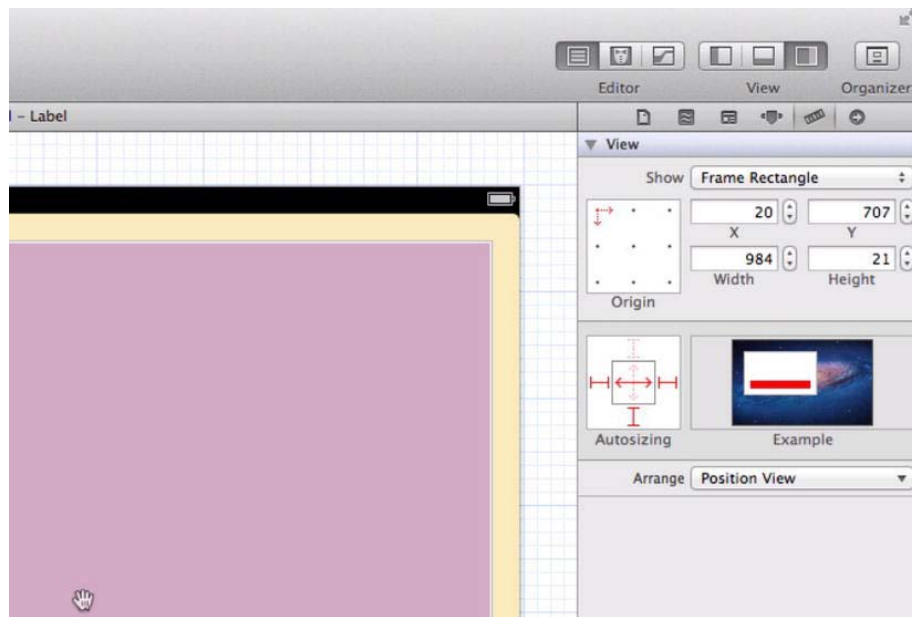 Editor View Organizer
– Label
View
Show Frame Rectangle
20 707
X Y
984 21
Width Height
Origin
Autosizing Example
Arrange Position View